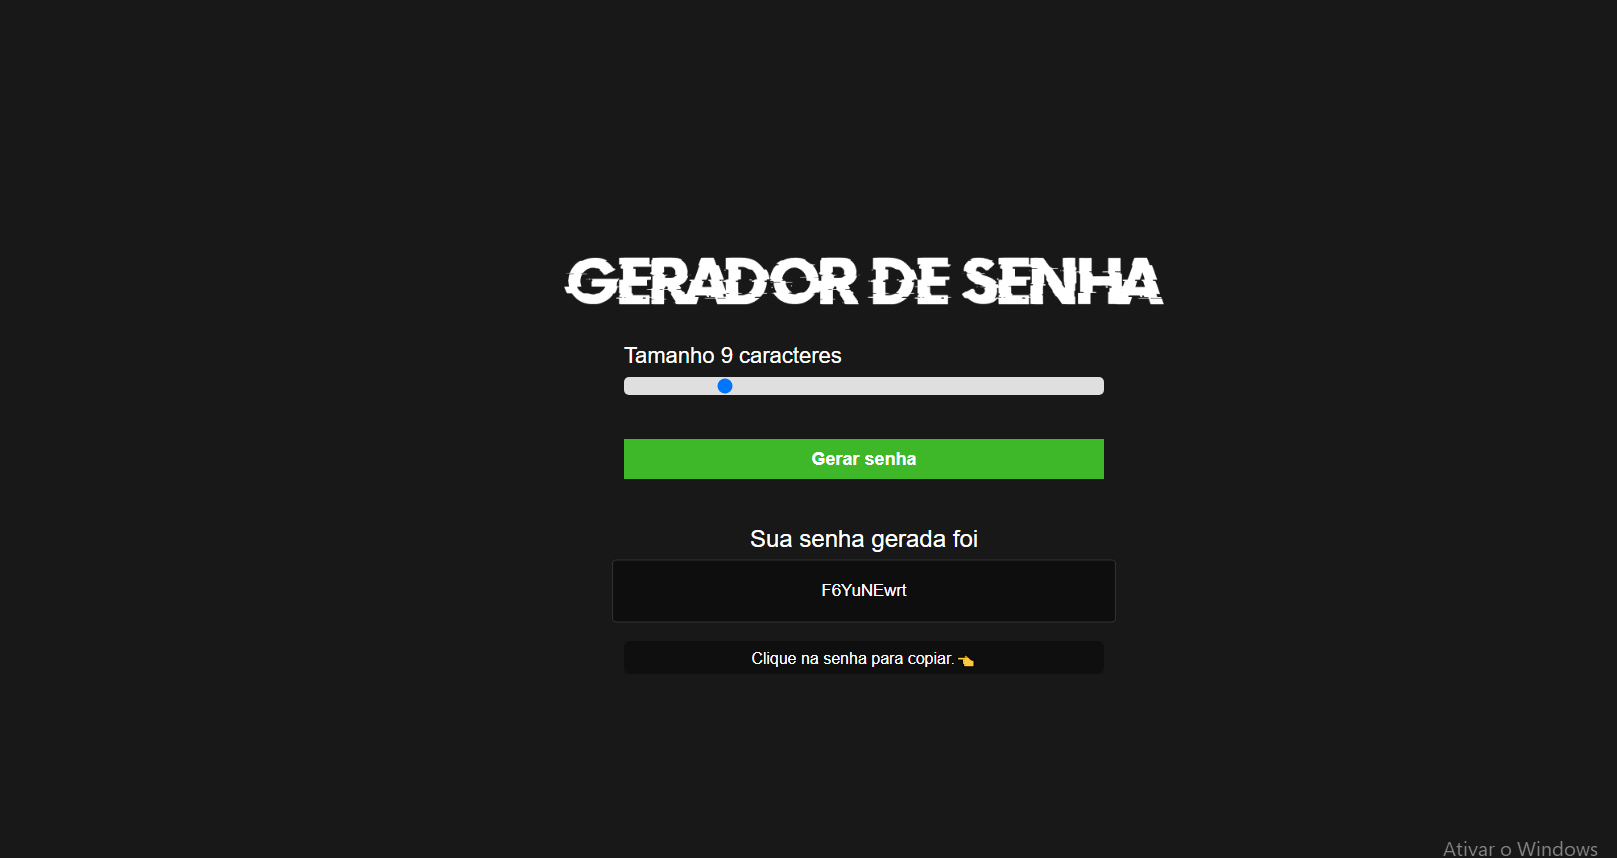 GERADOR DE SENHA
Tamanho 9 caracteres
Gerar senha
Sua senha gerada foi
F6YuNEwrt
Clique na senha para copiar. 👈
Ativar o Windows